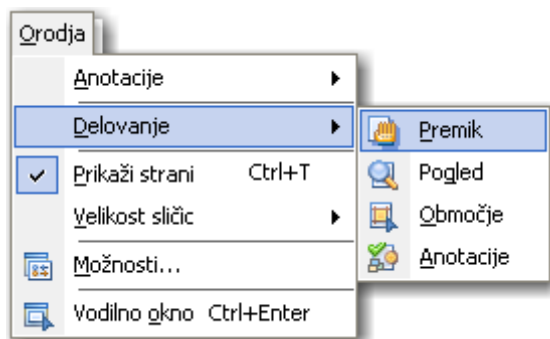 Orodja
Anotacije
Delovanje
Prikaži strani Ctrl+T
Velikost sličic
Možnosti...
Vodilno okno Ctrl+Enter
Premik
Pogled
Območje
Anotacije